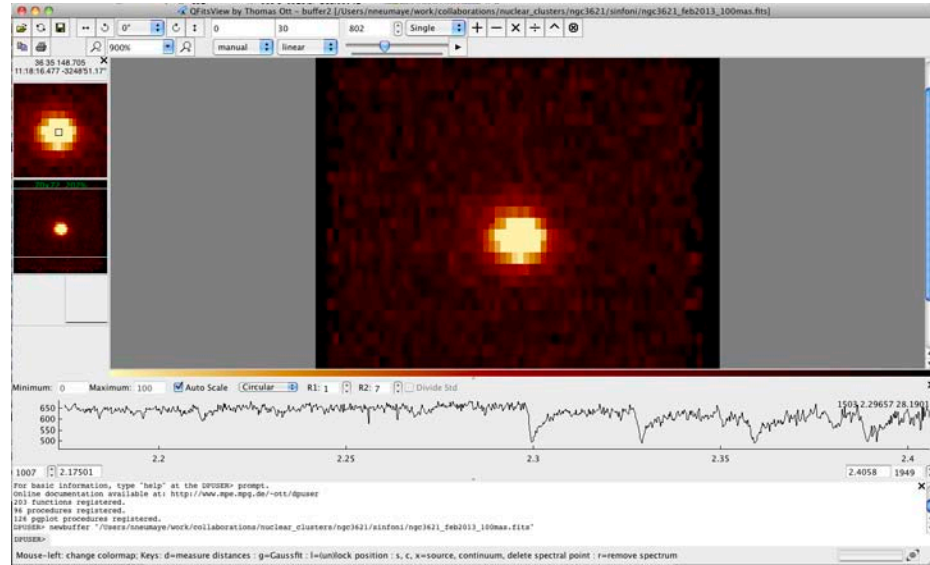 QFitsView by Thomas Ott - buffer2 [/Users/nneumaye/work/collaborations/nuclear_clusters/ngc3621/sinfoni/ngc3621_feb2013_100mas.fits]
0° 0 30 802 Single
900% manual linear
36 35 148.705
11:18:16.477 -3248'51.17"
Minimum: 0 Maximum: 100 Auto Scale Circular R1: 1 R2: 7 Divide Std
1503 2.29657 28.1901
650
600
550
500
2.2 2.25 2.3 2.35 2.4
1007 2.17501 2.4058 1949
For basic information, type "help" at the DPUSER> prompt.
Online documentation available at: http://www.mpe.mpg.de/~ott/dpuser
203 functions registered.
96 procedures registered.
126 pgplot procedures registered.
DPUSER> newbuffer "/Users/nneumaye/work/collaborations/nuclear_clusters/ngc3621/sinfoni/ngc3621_feb2013_100mas.fits"
DPUSER>
Mouse-left: change colormap; Keys: d=measure distances : g=Gaussfit : l=(un)lock position : s, c, x=source, continuum, delete spectral point : r=remove spectrum